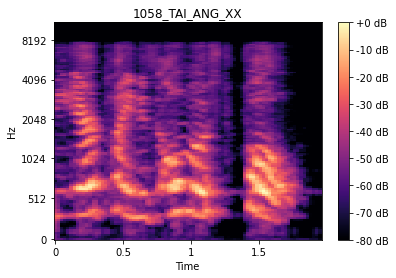 1058_TAI_ANG_XX
8192
4096
2048
1024
512
0
Hz
0
0.5
1
1.5
Time
+0 dB
-10 dB
-20 dB
-30 dB
-40 dB
-50 dB
-60 dB
-70 dB
-80 dB